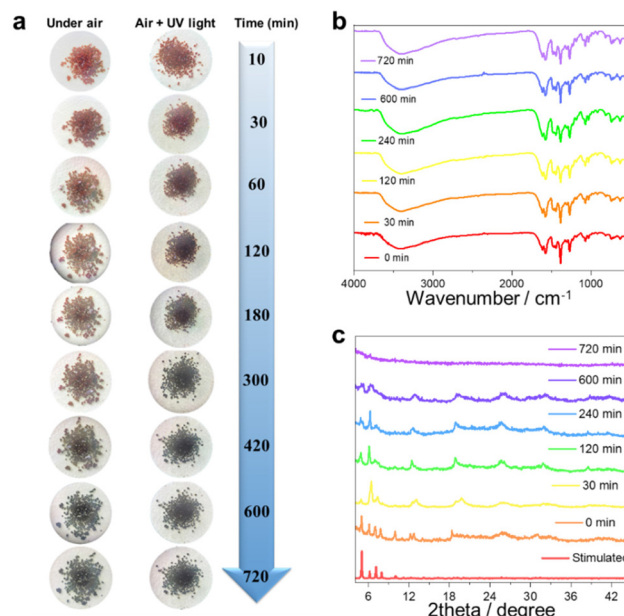 a
Under air
Air + UV light
Time (min)
10
30
60
120
180
300
420
600
720
b
720 min
600 min
240 min
120 min
30 min
0 min
4000 3000 2000 1000
Wavenumber / cm⁻¹
c
720 min
600 min
240 min
120 min
30 min
0 min
Stimulated
6 12 18 24 30 36 42
2theta / degree